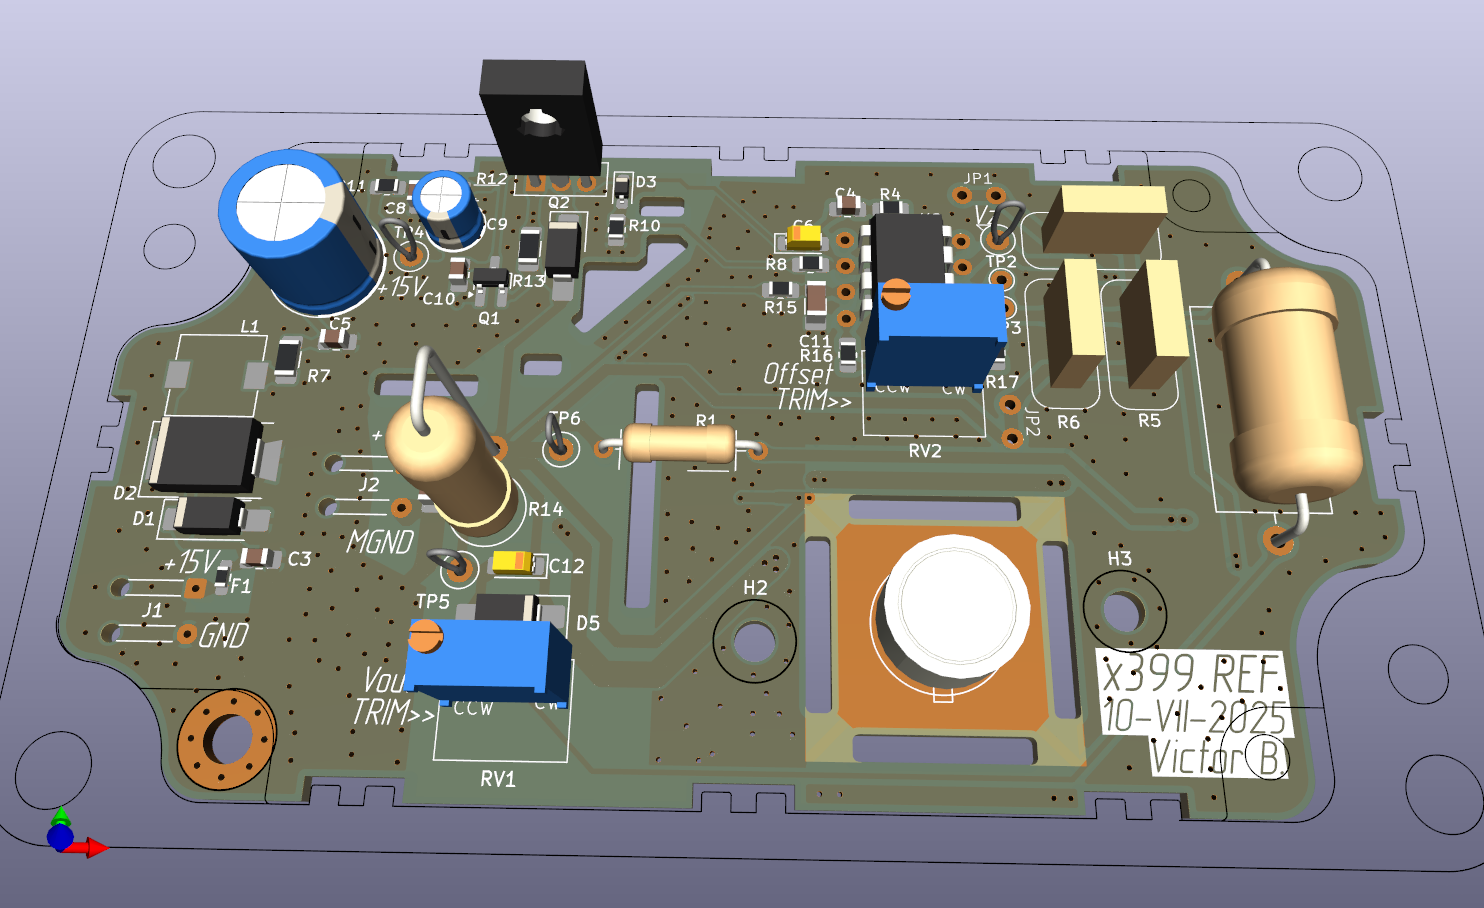 R12
D3
C8
C9
Q2
R10
TP4
+15V
C10
R13
Q1
C4
R4
JP1
C6
R8
TP2
R15
C11
R16
Offset
TRIM>>
CCW
CW
R17
JP2
RV2
R6
R5
L1
C5
R7
TP6
R1
D2
D1
J2
MGND
R14
+15V
C3
F1
J1
GND
TP5
C12
D5
H2
H3
TRIM>>
CCW
CW
RV1
x399 REF
10-VII-2025
Victor B.